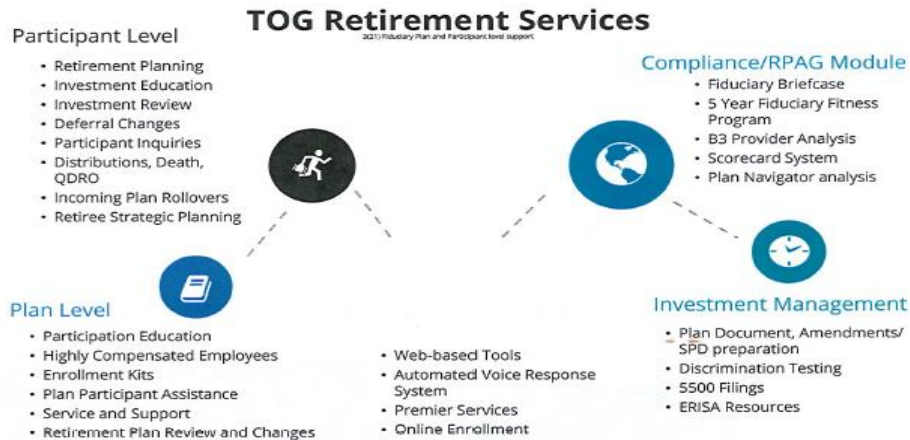 TOG Retirement Services
3(21) Fiduciary Plan and Participant level support
Participant Level
• Retirement Planning
• Investment Education
• Investment Review
• Deferral Changes
• Participant Inquiries
• Distributions, Death,
QDRO
• Incoming Plan Rollovers
• Retiree Strategic Planning
Compliance/RPAG Module
• Fiduciary Briefcase
• 5 Year Fiduciary Fitness
Program
• B3 Provider Analysis
• Scorecard System
• Plan Navigator analysis
Plan Level
• Participation Education
• Highly Compensated Employees
• Enrollment Kits
• Plan Participant Assistance
• Service and Support
• Retirement Plan Review and Changes
• Web-based Tools
• Automated Voice Response
System
• Premier Services
• Online Enrollment
Investment Management
• Plan Document, Amendments/
SPD preparation
• Discrimination Testing
• 5500 Filings
• ERISA Resources